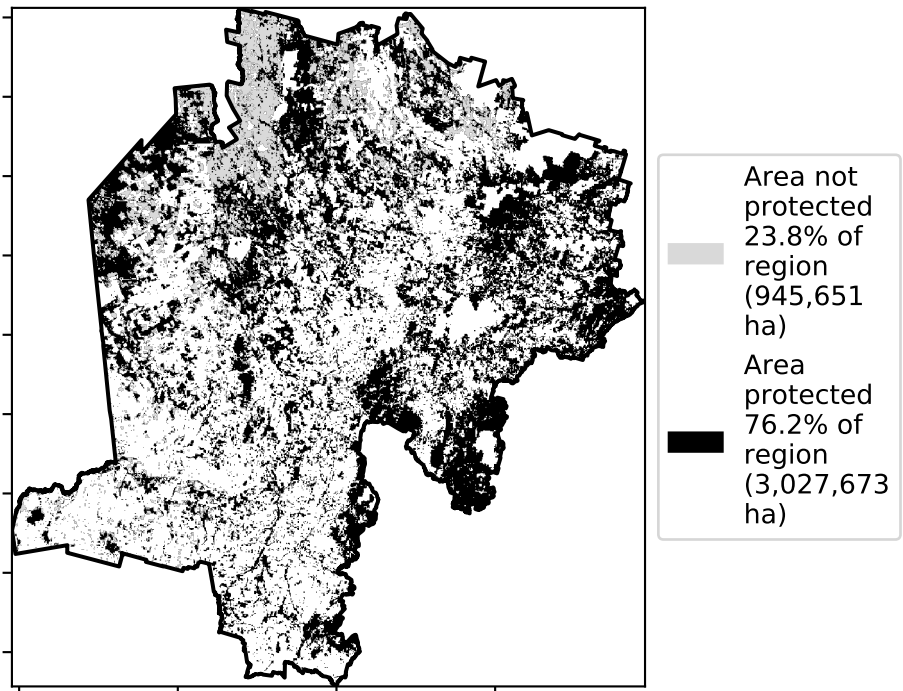 Area not
protected
23.8% of
region
(945,651
ha)
Area
protected
76.2% of
region
(3,027,673
ha)